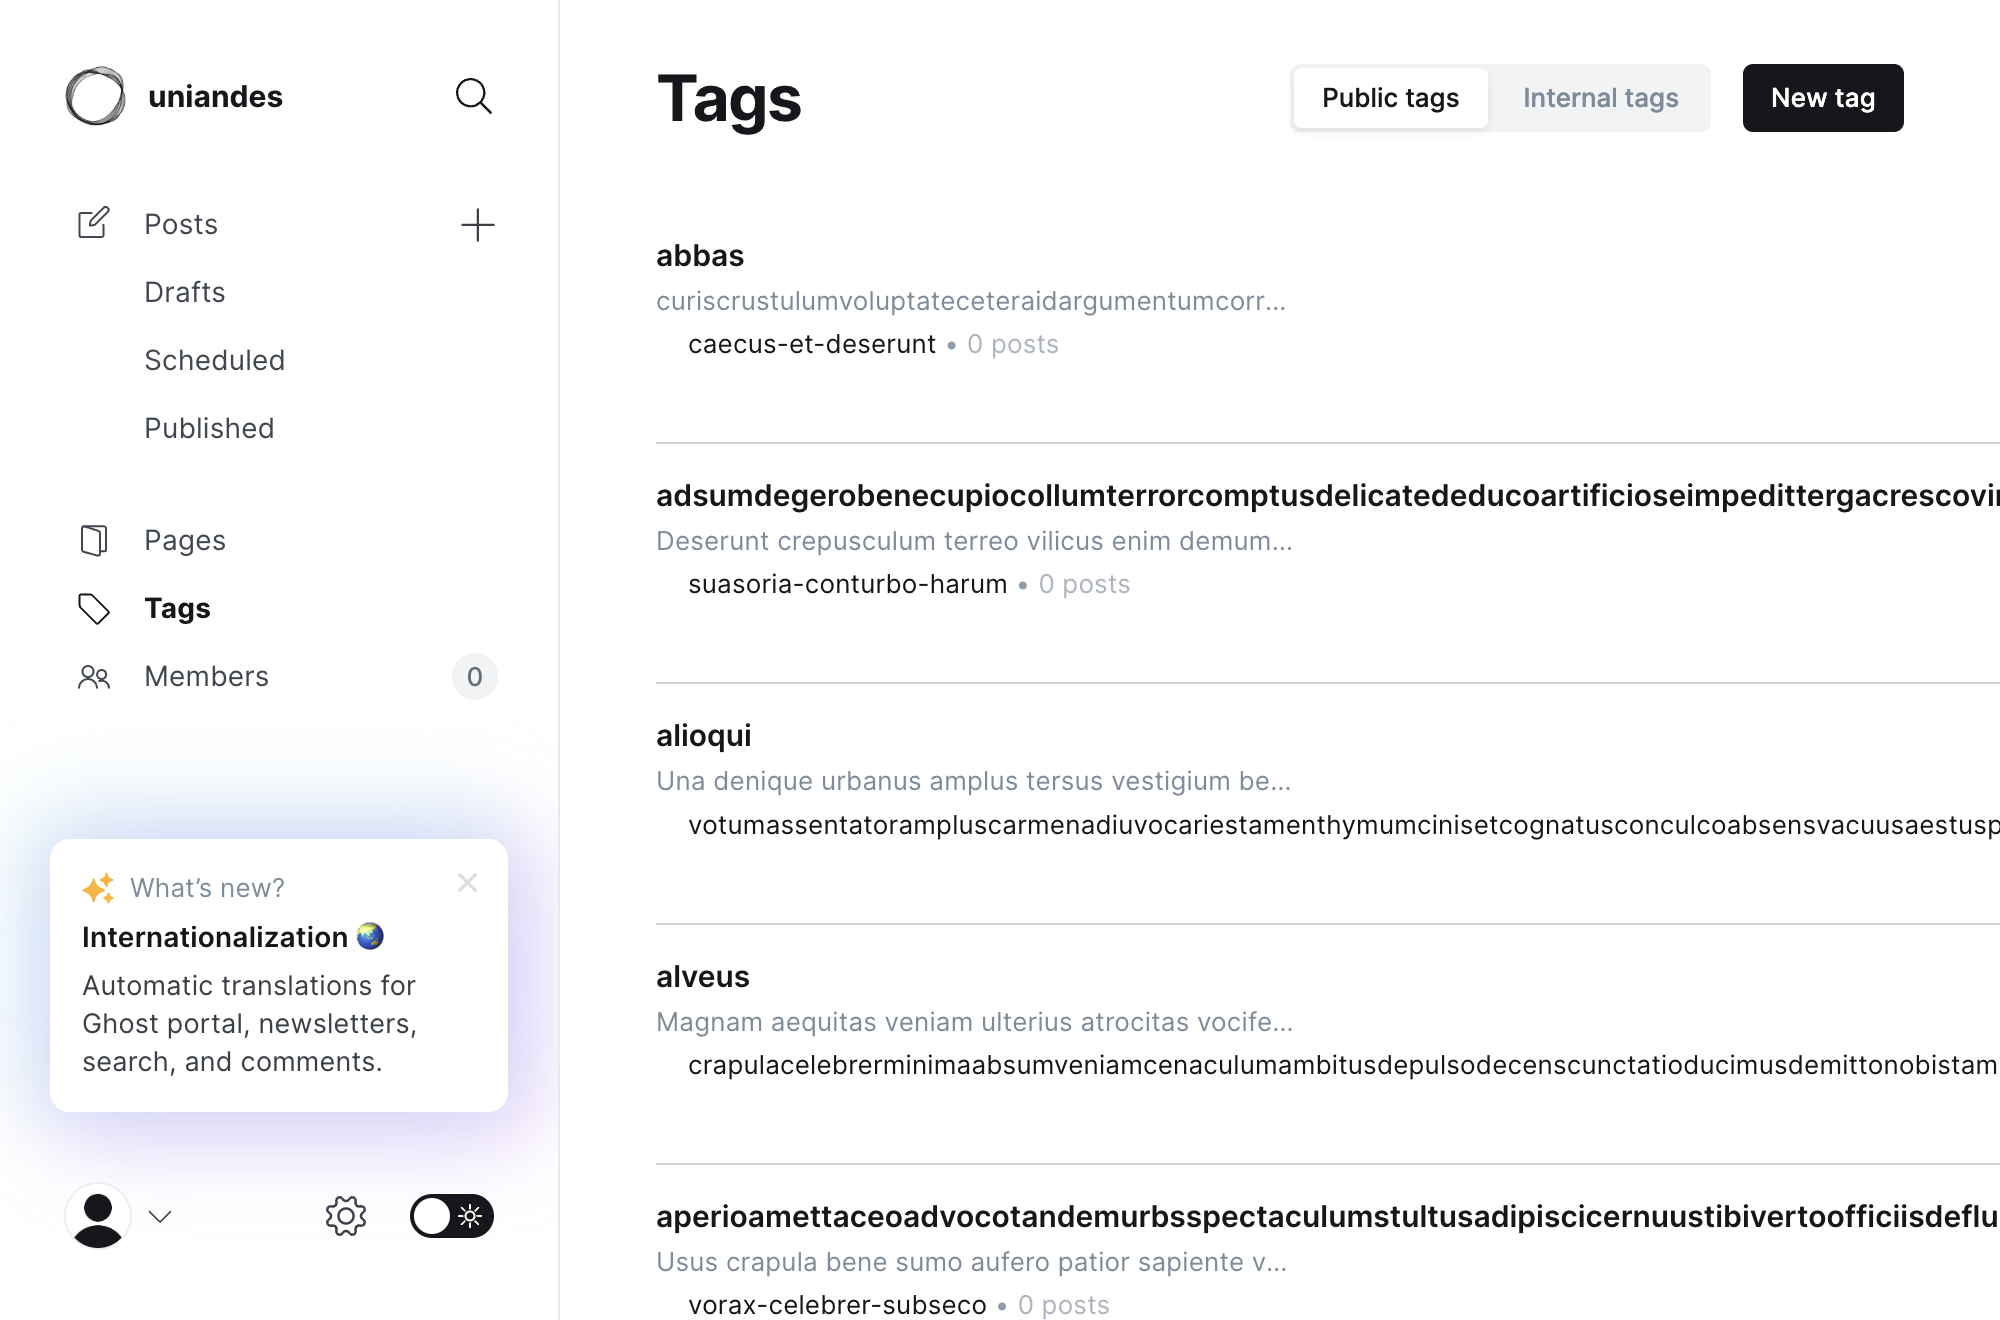 uniandes
Posts
Drafts
Scheduled
Published
Pages
Tags
Members
0
What's new?
Internationalization 🌏
Automatic translations for
Ghost portal, newsletters,
search, and comments.
Tags
Public tags
Internal tags
New tag
abbas
curiscrustulumvoluptateceteraidargumentumcorr...
caecus-et-deserunt • 0 posts
adsumdegerobenecupiocollumterrorcomptusdelicatededucoartificioseimpedittergacrescovin
Deserunt crepusculum terreo vilicus enim demum...
suasoria-conturbo-harum • 0 posts
alioqui
Una denique urbanus amplus tersus vestigium be...
votumassentatorampluscarmenadiuvocariestamenthymumcinisetcognatusconculcoabsensvacuusaestusp
alveus
Magnam aequitas veniam ulterius atrocitas vocife...
crapulacelebrerminimaabsumveniamcenaculumambitusdepulsodecenscunctatioducimusdemittonobistam
aperioamettaceoadvocotandemurbsspectaculumstultusadipiscicernuustibivertoofficiisdeflu
Usus crapula bene sumo aufero patior sapiente v...
vorax-celebrer-subseco • 0 posts